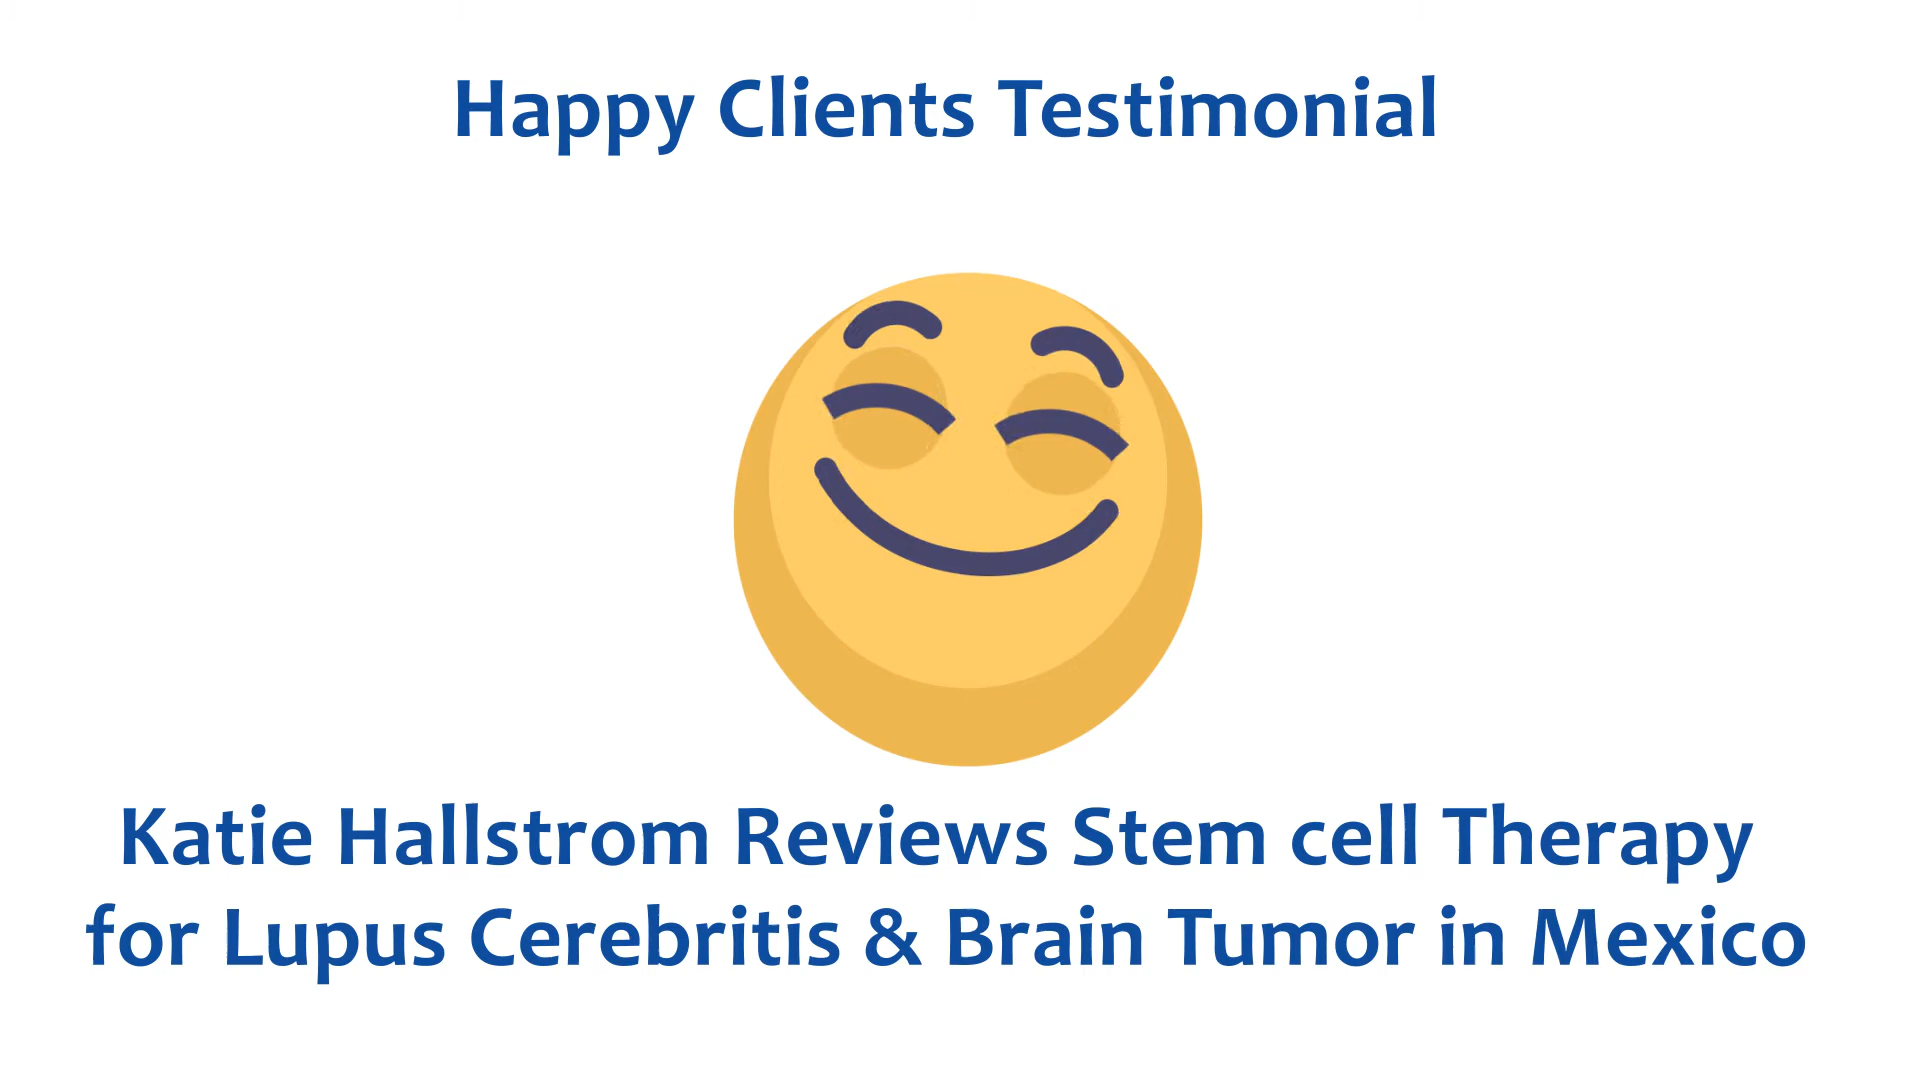 Happy Clients Testimonial
Katie Hallstrom Reviews Stem cell Therapy
for Lupus Cerebritis & Brain Tumor in Mexico